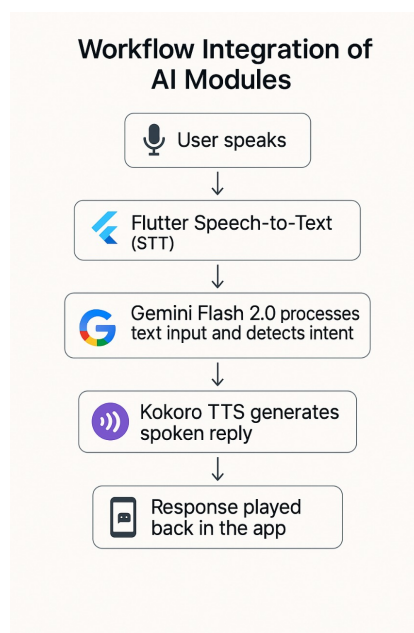 Workflow Integration of
AI Modules
User speaks
Flutter Speech-to-Text
(STT)
Gemini Flash 2.0 processes
text input and detects intent
Kokoro TTS generates
spoken reply
Response played
back in the app